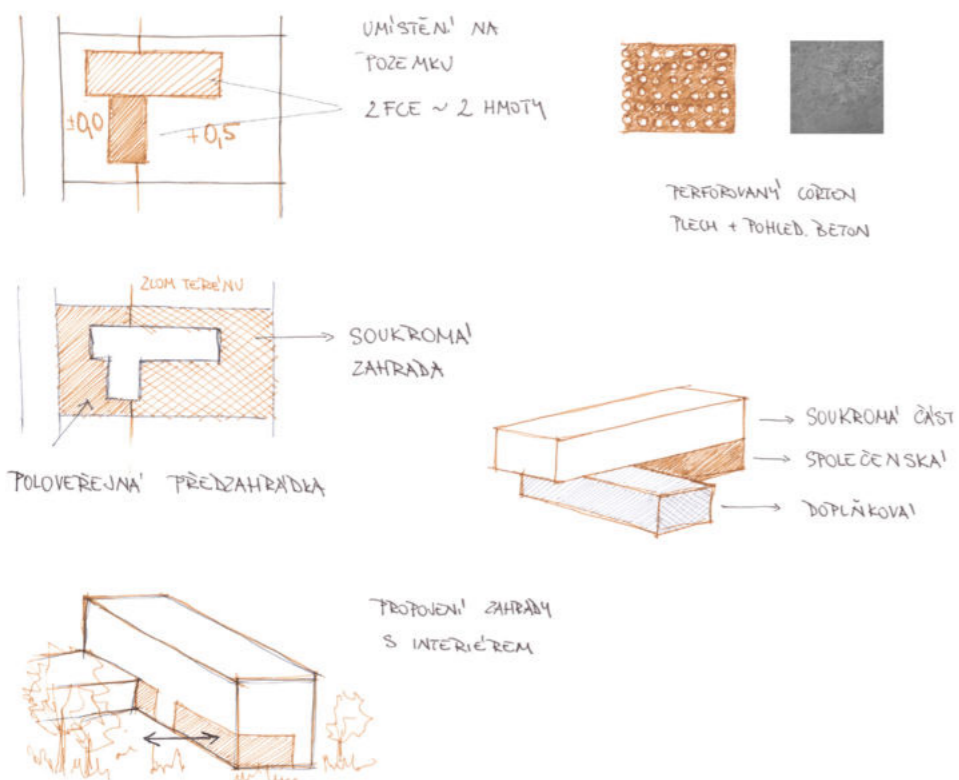 UMÍSTĚNÍ NA
POZEMKU
2 FCE ~ 2 HMOTY
±0,0
+0,5
PERFOROVANÝ CORTEN
PLECH + POHLED. BETON
ZLOM TERÉNU
SOUKROMÁ
ZAHRADA
POLOVEŘEJNÁ PŘEDZAHRÁDKA
SOUKROMÁ ČÁST
SPOLEČENSKÁ
DOPLŇKOVÁ
PROPOJENÍ ZAHRADY
S INTERIÉREM